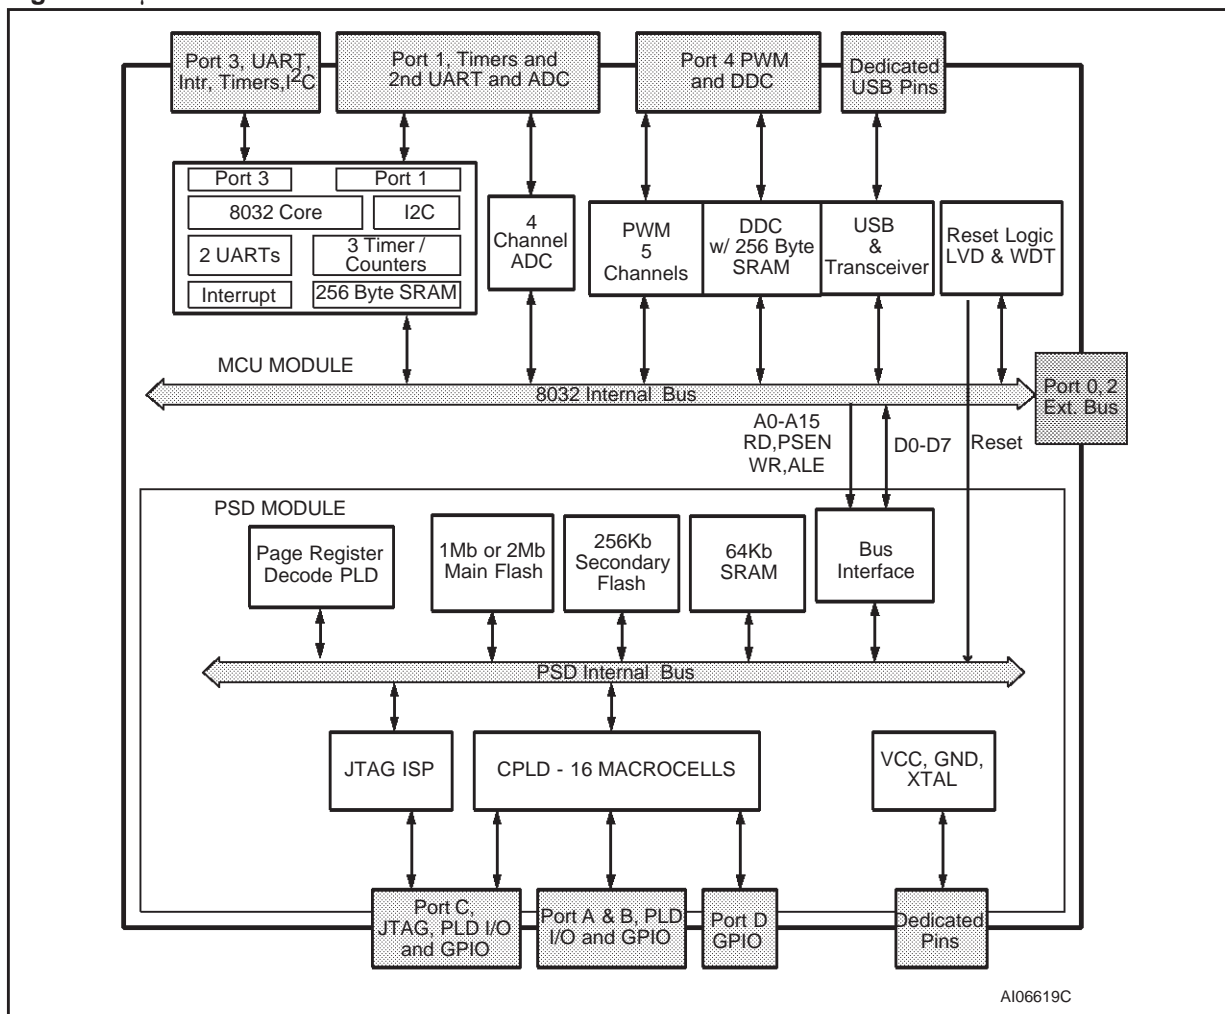 Port 3, UART,
Intr, Timers,I2C
Port 1, Timers and
2nd UART and ADC
Port 4 PWM
and DDC
Dedicated
USB Pins
Port 3
Port 1
8032 Core
I2C
2 UARTs
3 Timer /
Counters
Interrupt
256 Byte SRAM
4
Channel
ADC
PWM
5
Channels
DDC
w/ 256 Byte
SRAM
USB
&
Transceiver
Reset Logic
LVD & WDT
MCU MODULE
8032 Internal Bus
Port 0, 2
Ext. Bus
A0-A15
RD,PSEN
WR,ALE
D0-D7
Reset
PSD MODULE
Page Register
Decode PLD
1Mb or 2Mb
Main Flash
256Kb
Secondary
Flash
64Kb
SRAM
Bus
Interface
PSD Internal Bus
JTAG ISP
CPLD - 16 MACROCELLS
VCC, GND,
XTAL
Port C,
JTAG, PLD I/O
and GPIO
Port A & B, PLD
I/O and GPIO
Port D
GPIO
Dedicated
Pins
AI06619C